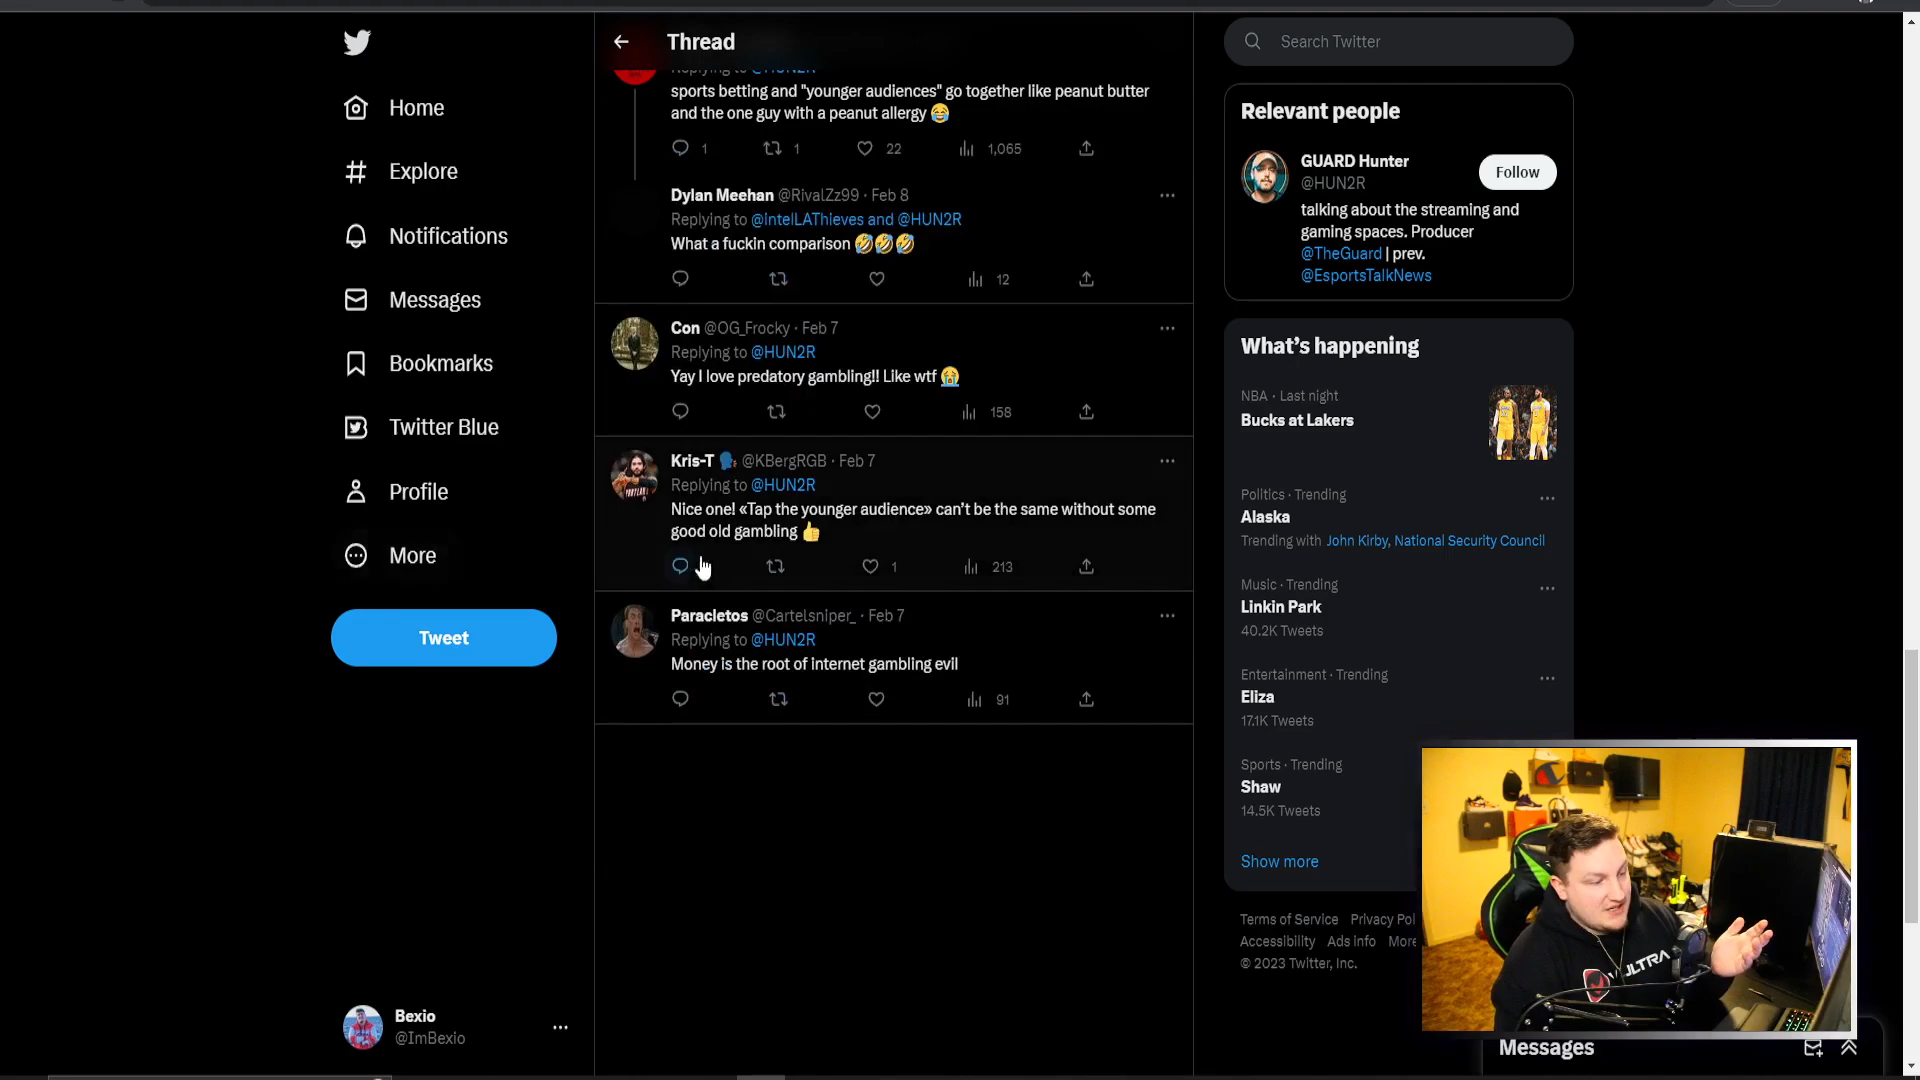 Thread
Search Twitter
Home
Explore
Notifications
Messages
Bookmarks
Twitter Blue
Profile
More
Tweet
Bexio
@ImBexio
Replying to @HUN2R
sports betting and "younger audiences" go together like peanut butter
and the one guy with a peanut allergy 😂
1 1 22 1,065
Dylan Meehan @RivalZz99 · Feb 8
Replying to @intelLAThieves and @HUN2R
What a fuckin comparison 🤣🤣🤣
12
Con @OG_Frocky · Feb 7
Replying to @HUN2R
Yay I love predatory gambling!! Like wtf 😭
158
Kris-T 🗣 @KBergRGB · Feb 7
Replying to @HUN2R
Nice one! «Tap the younger audience» can’t be the same without some
good old gambling 👍
1 213
Paracletos @Cartelsniper_ · Feb 7
Replying to @HUN2R
Money is the root of internet gambling evil
91
Relevant people
GUARD Hunter
@HUN2R
Follow
talking about the streaming and
gaming spaces. Producer
@TheGuard | prev.
@EsportsTalkNews
What’s happening
NBA · Last night
Bucks at Lakers
Politics · Trending
Alaska
Trending with John Kirby, National Security Council
Music · Trending
Linkin Park
40.2K Tweets
Entertainment · Trending
Eliza
17.1K Tweets
Sports · Trending
Shaw
14.5K Tweets
Show more
Terms of Service Privacy Pol
Accessibility Ads info More
© 2023 Twitter, Inc.
Messages